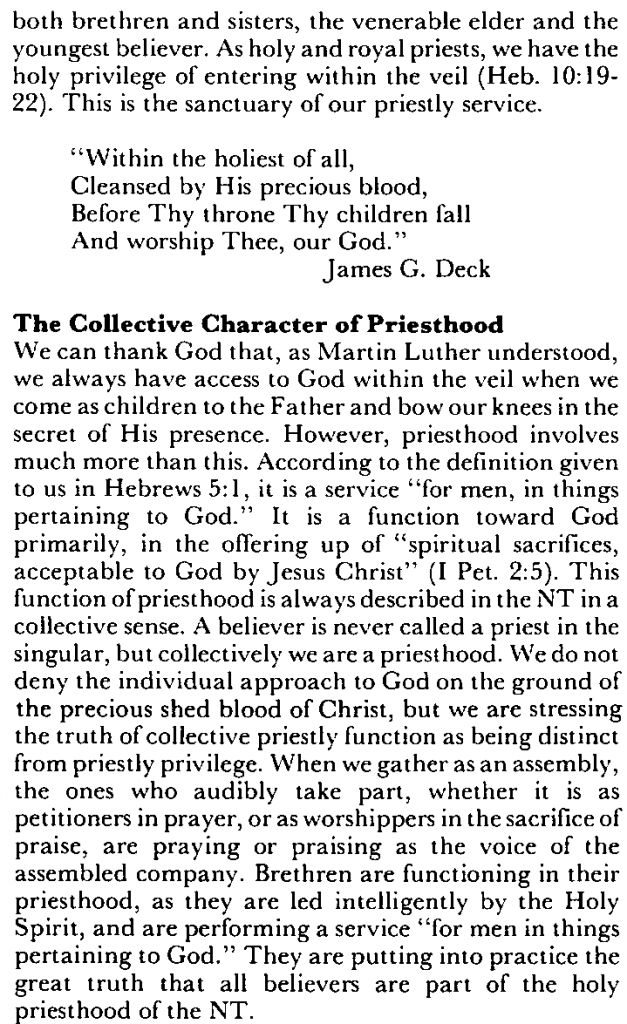 both brethren and sisters, the venerable elder and the
youngest believer. As holy and royal priests, we have the
holy privilege of entering within the veil (Heb. 10:19-
22). This is the sanctuary of our priestly service.
“Within the holiest of all,
Cleansed by His precious blood,
Before Thy throne Thy children fall
And worship Thee, our God.”
James G. Deck
The Collective Character of Priesthood
We can thank God that, as Martin Luther understood,
we always have access to God within the veil when we
come as children to the Father and bow our knees in the
secret of His presence. However, priesthood involves
much more than this. According to the definition given
to us in Hebrews 5:1, it is a service “for men, in things
pertaining to God.” It is a function toward God
primarily, in the offering up of “spiritual sacrifices,
acceptable to God by Jesus Christ” (I Pet. 2:5). This
function of priesthood is always described in the NT in a
collective sense. A believer is never called a priest in the
singular, but collectively we are a priesthood. We do not
deny the individual approach to God on the ground of
the precious shed blood of Christ, but we are stressing
the truth of collective priestly function as being distinct
from priestly privilege. When we gather as an assembly,
the ones who audibly take part, whether it is as
petitioners in prayer, or as worshippers in the sacrifice of
praise, are praying or praising as the voice of the
assembled company. Brethren are functioning in their
priesthood, as they are led intelligently by the Holy
Spirit, and are performing a service “for men in things
pertaining to God.” They are putting into practice the
great truth that all believers are part of the holy
priesthood of the NT.